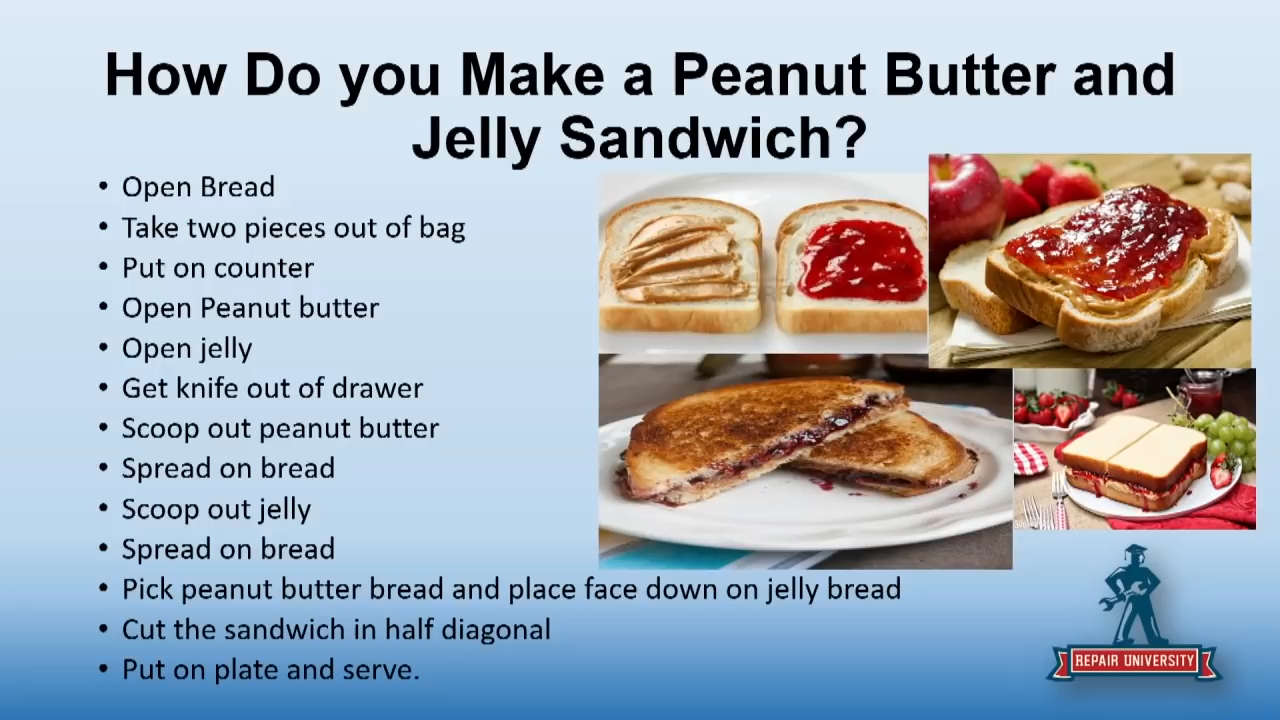 How Do you Make a Peanut Butter and
Jelly Sandwich?
• Open Bread
• Take two pieces out of bag
• Put on counter
• Open Peanut butter
• Open jelly
• Get knife out of drawer
• Scoop out peanut butter
• Spread on bread
• Scoop out jelly
• Spread on bread
• Pick peanut butter bread and place face down on jelly bread
• Cut the sandwich in half diagonal
• Put on plate and serve.
REPAIR UNIVERSITY